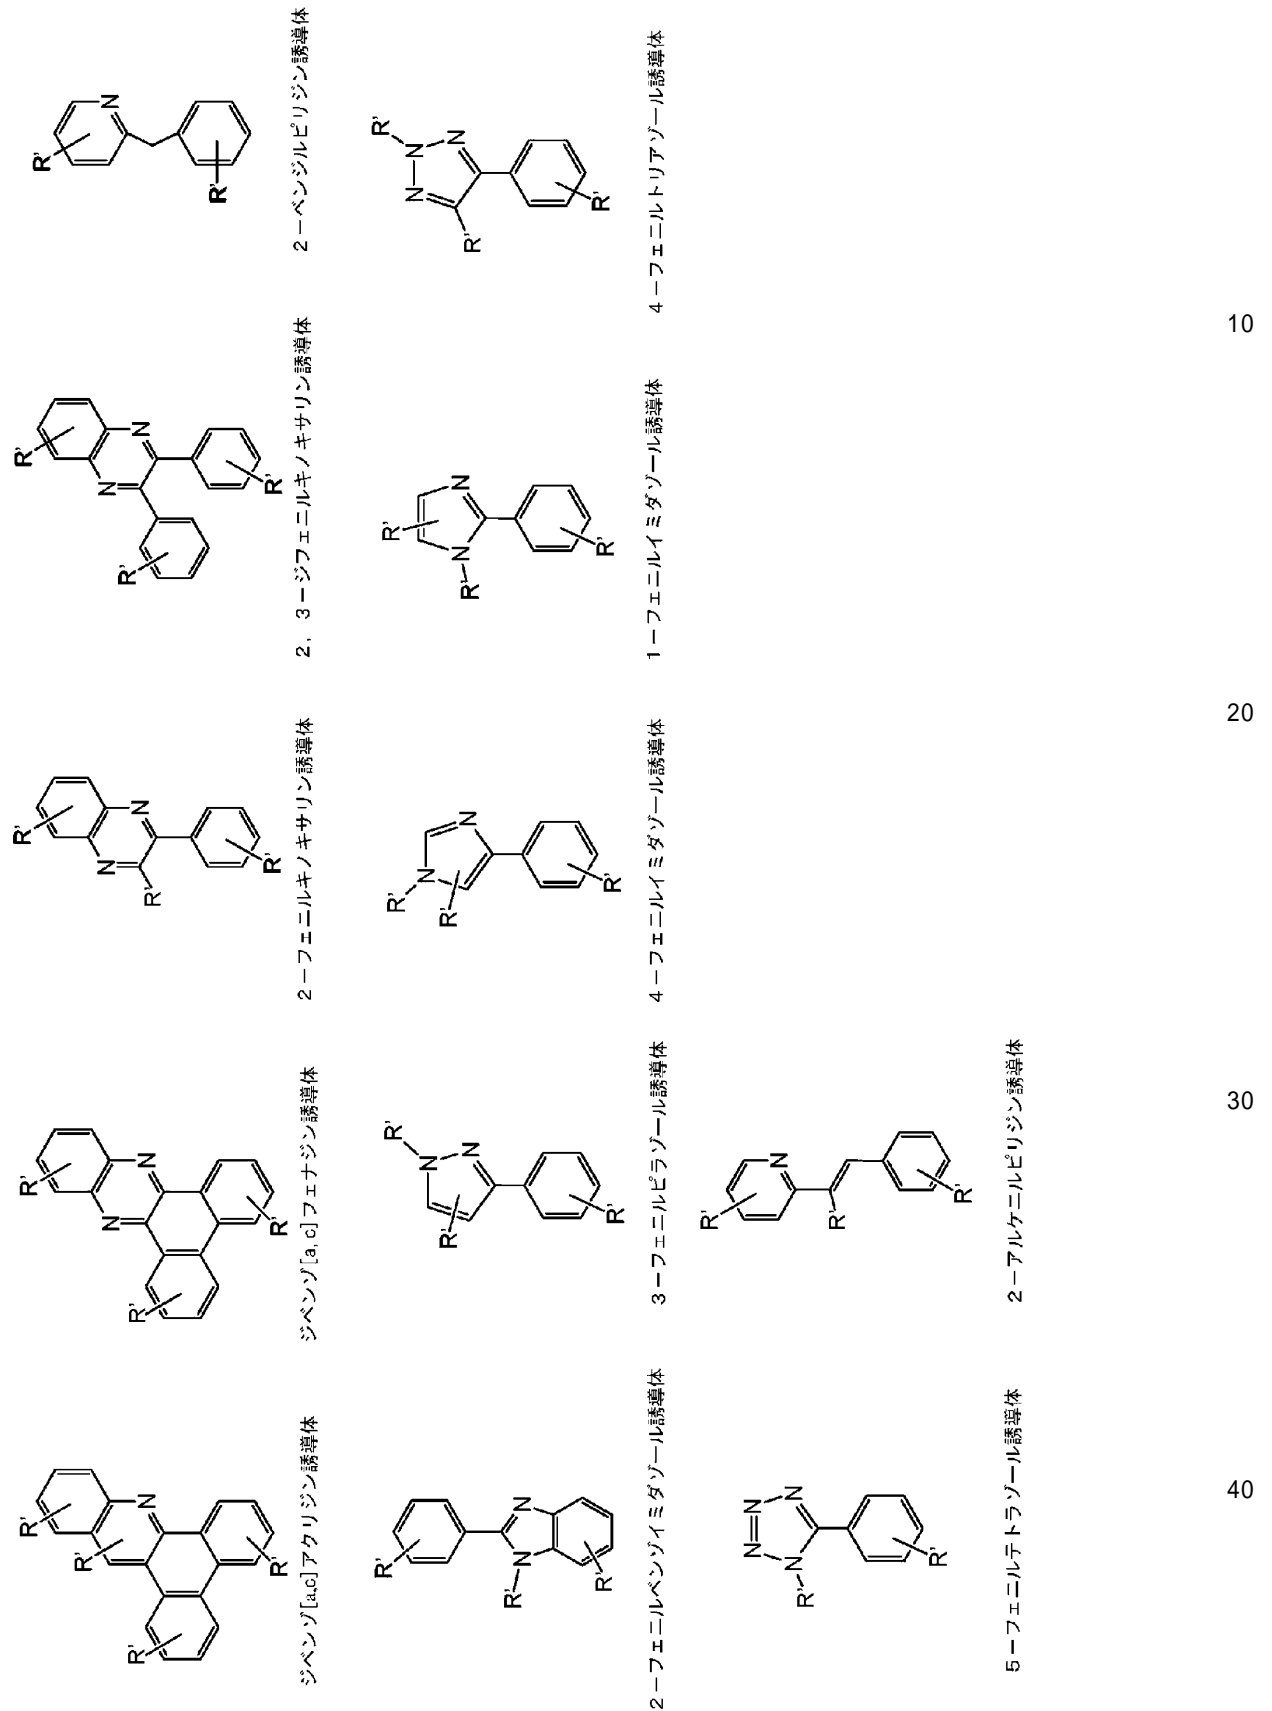 ジベンゾ[a,c]アクリジン誘導体
ジベンゾ[a,c]フェナジン誘導体
2－フェニルキノキサリン誘導体
2，3－ジフェニルキノキサリン誘導体
2－ベンジルピリジン誘導体
2－フェニルベンゾイミダゾール誘導体
3－フェニルピラゾール誘導体
4－フェニルイミダゾール誘導体
1－フェニルイミダゾール誘導体
4－フェニルトリアゾール誘導体
5－フェニルテトラゾール誘導体
2－アルケニルピリジン誘導体
10
20
30
40